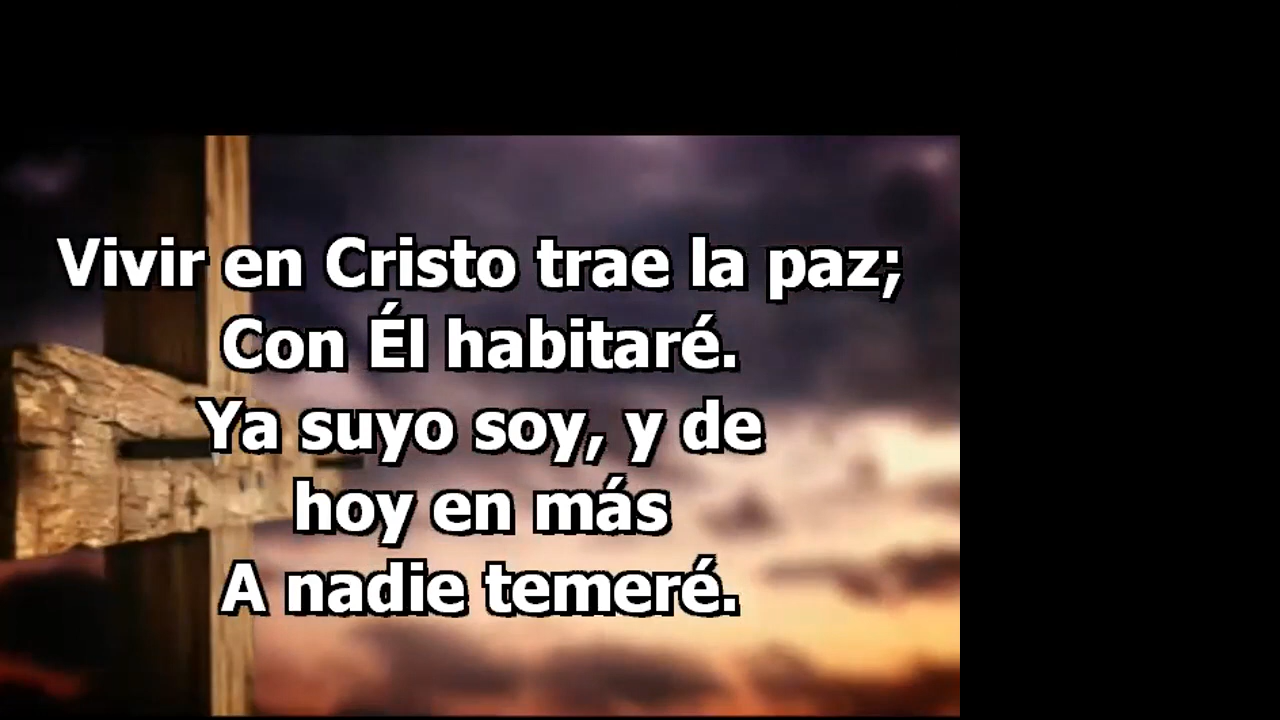 Vivir en Cristo trae la paz;
Con Él habitaré.
Ya suyo soy, y de
hoy en más
A nadie temeré.